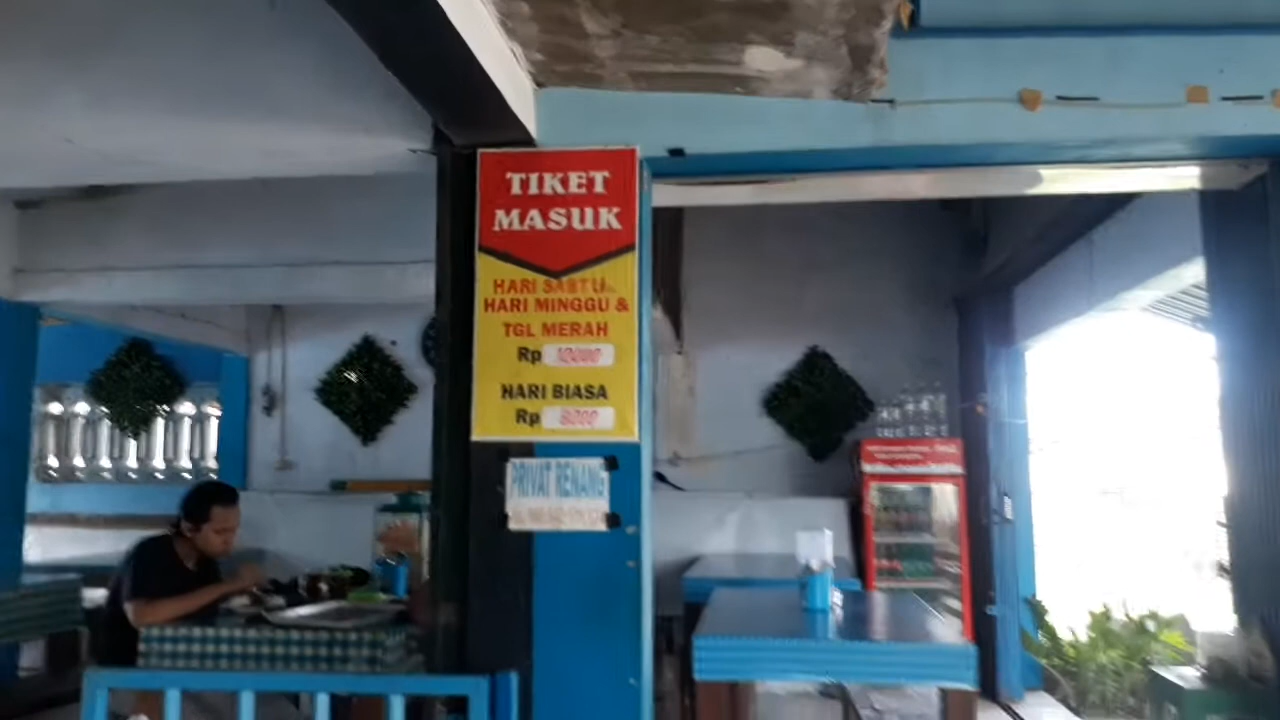 TIKET
MASUK
HARI SABTU
HARI MINGGU &
TGL MERAH
Rp 12000
HARI BIASA
Rp 8000
PRIVAT RENANG